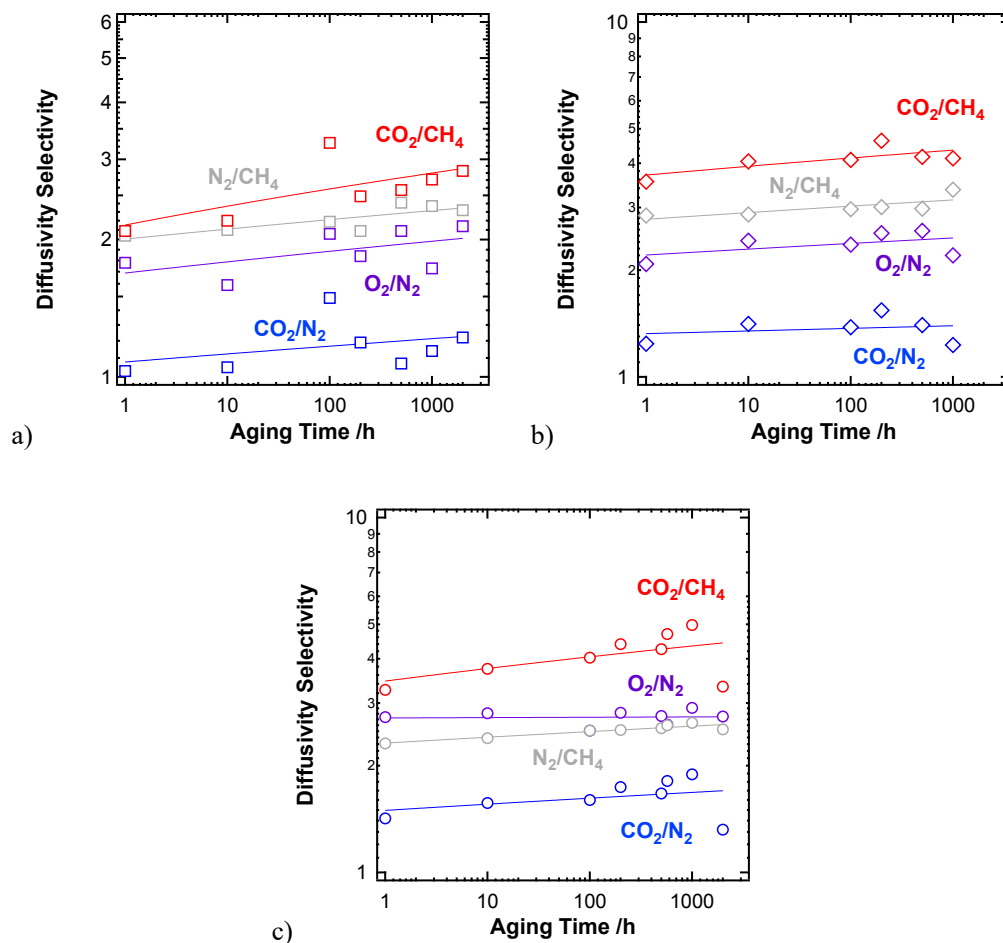 6
5
4
3
2
1
Diffusivity Selectivity
CO₂/CH₄
N₂/CH₄
O₂/N₂
CO₂/N₂
1 10 100 1000
Aging Time /h
a)
10
9
8
7
6
5
4
3
2
1
Diffusivity Selectivity
CO₂/CH₄
N₂/CH₄
O₂/N₂
CO₂/N₂
1 10 100 1000
Aging Time /h
b)
10
9
8
7
6
5
4
3
2
1
Diffusivity Selectivity
CO₂/CH₄
O₂/N₂
N₂/CH₄
CO₂/N₂
1 10 100 1000
Aging Time /h
c)